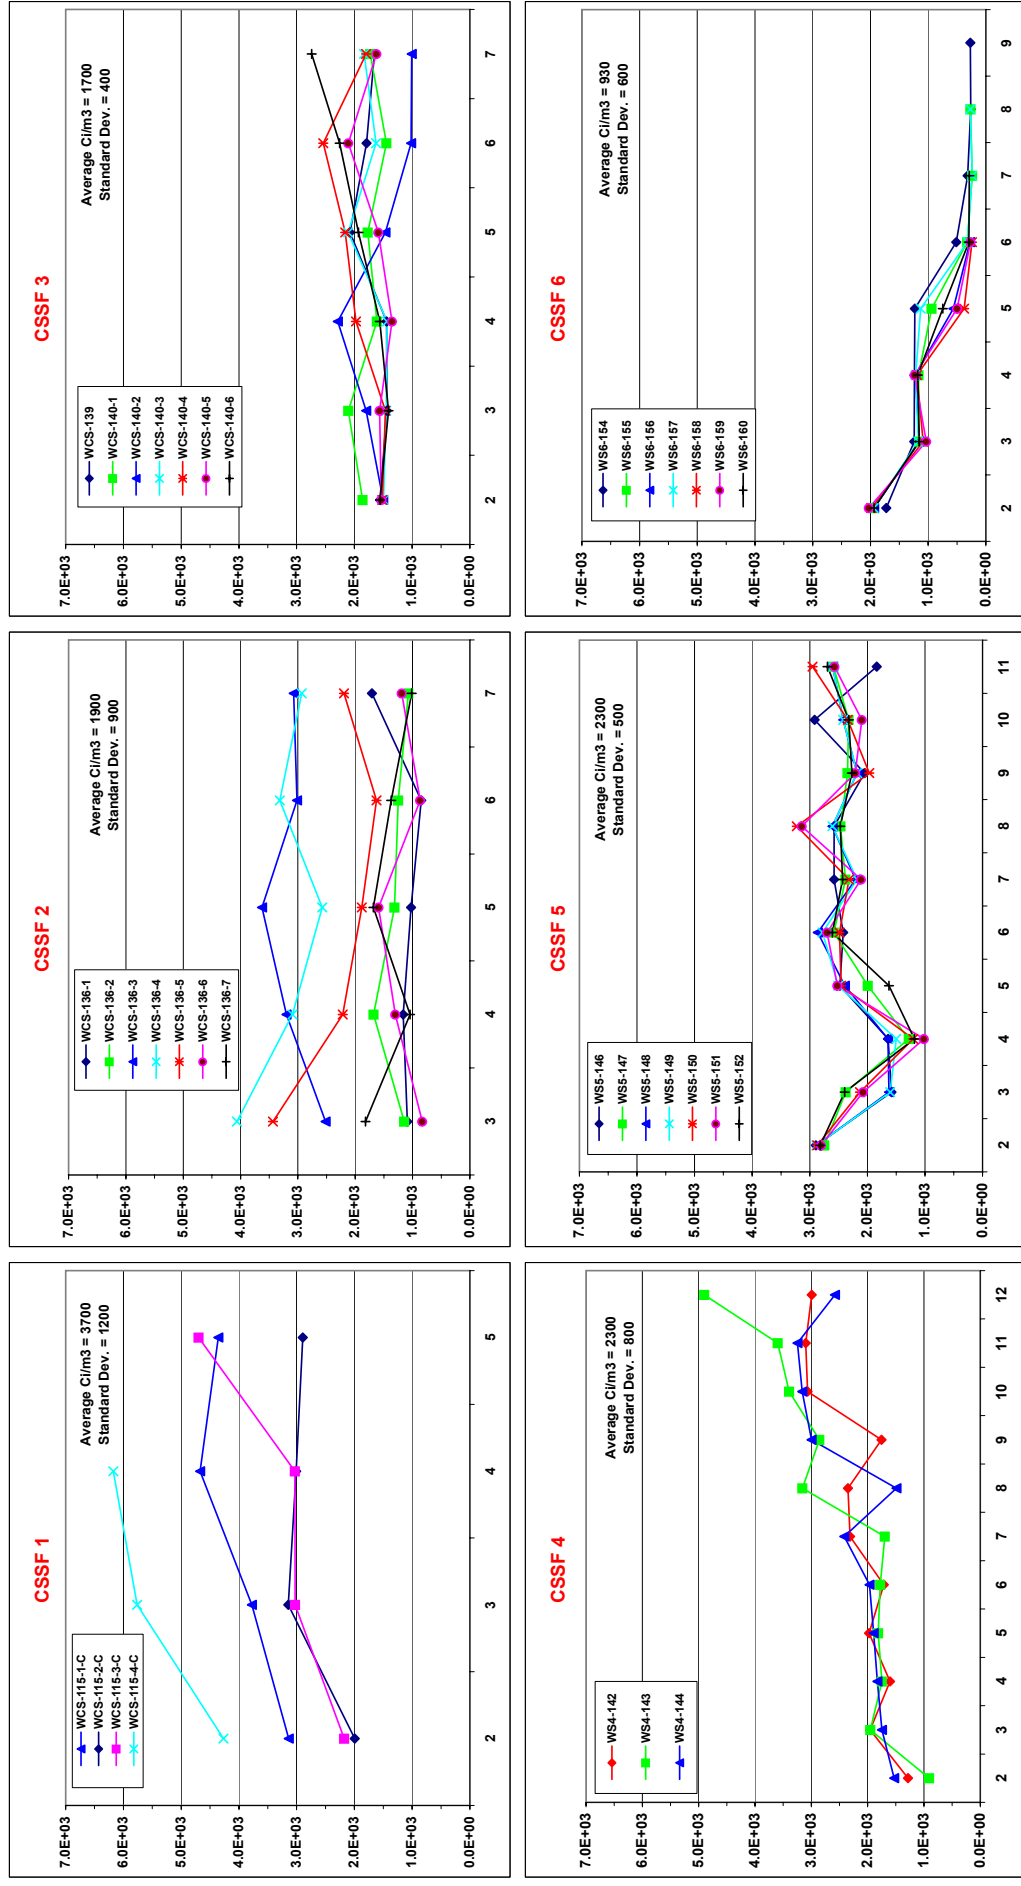 CSSF 1
7.0E+03
6.0E+03
5.0E+03
4.0E+03
3.0E+03
2.0E+03
1.0E+03
0.0E+00
WCS-115-1-C
WCS-115-2-C
WCS-115-3-C
WCS-115-4-C
Average Ci/m3 = 3700
Standard Dev. = 1200
2 3 4 5
CSSF 2
7.0E+03
6.0E+03
5.0E+03
4.0E+03
3.0E+03
2.0E+03
1.0E+03
0.0E+00
WCS-136-1
WCS-136-2
WCS-136-3
WCS-136-4
WCS-136-5
WCS-136-6
WCS-136-7
Average Ci/m3 = 1900
Standard Dev. = 900
3 4 5 6 7
CSSF 3
7.0E+03
6.0E+03
5.0E+03
4.0E+03
3.0E+03
2.0E+03
1.0E+03
0.0E+00
WCS-139
WCS-140-1
WCS-140-2
WCS-140-3
WCS-140-4
WCS-140-5
WCS-140-6
Average Ci/m3 = 1700
Standard Dev. = 400
2 3 4 5 6 7
CSSF 4
7.0E+03
6.0E+03
5.0E+03
4.0E+03
3.0E+03
2.0E+03
1.0E+03
0.0E+00
WS4-142
WS4-143
WS4-144
Average Ci/m3 = 2300
Standard Dev. = 800
2 3 4 5 6 7 8 9 10 11 12
CSSF 5
7.0E+03
6.0E+03
5.0E+03
4.0E+03
3.0E+03
2.0E+03
1.0E+03
0.0E+00
WS5-146
WS5-147
WS5-148
WS5-149
WS5-150
WS5-151
WS5-152
Average Ci/m3 = 2300
Standard Dev. = 500
2 3 4 5 6 7 8 9 10 11
CSSF 6
7.0E+03
6.0E+03
5.0E+03
4.0E+03
3.0E+03
2.0E+03
1.0E+03
0.0E+00
WS6-154
WS6-155
WS6-156
WS6-157
WS6-158
WS6-159
WS6-160
Average Ci/m3 = 930
Standard Dev. = 600
2 3 4 5 6 7 8 9